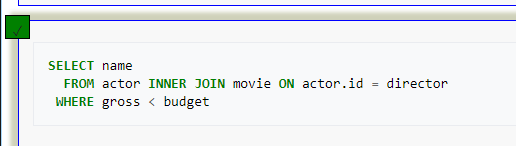 SELECT name
FROM actor INNER JOIN movie ON actor.id = director
WHERE gross < budget